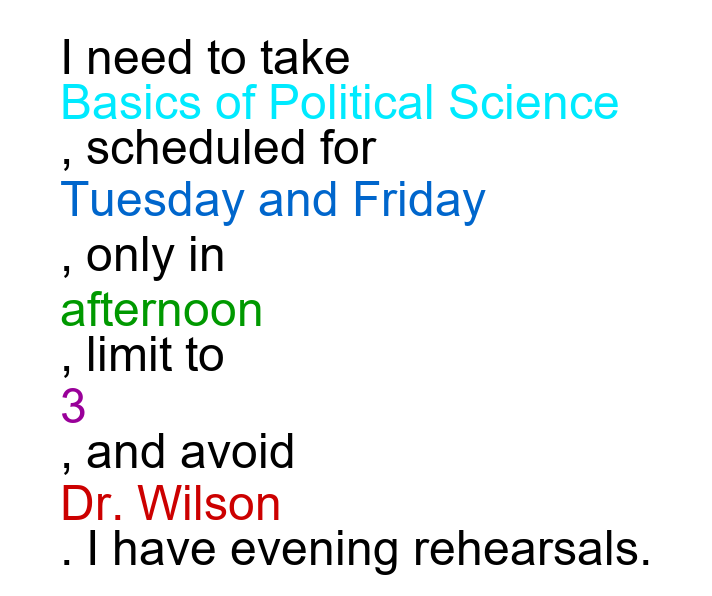 I need to take
Basics of Political Science
, scheduled for
Tuesday and Friday
, only in
afternoon
, limit to
3
, and avoid
Dr. Wilson
. I have evening rehearsals.